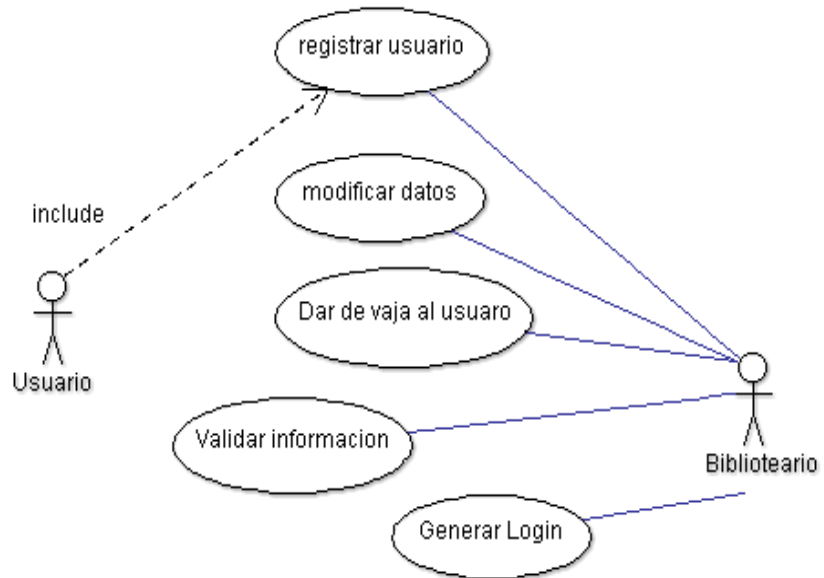 registrar usuario
modificar datos
include
Dar de vaja al usuaro
Usuario
Validar informacion
Biblioteario
Generar Login